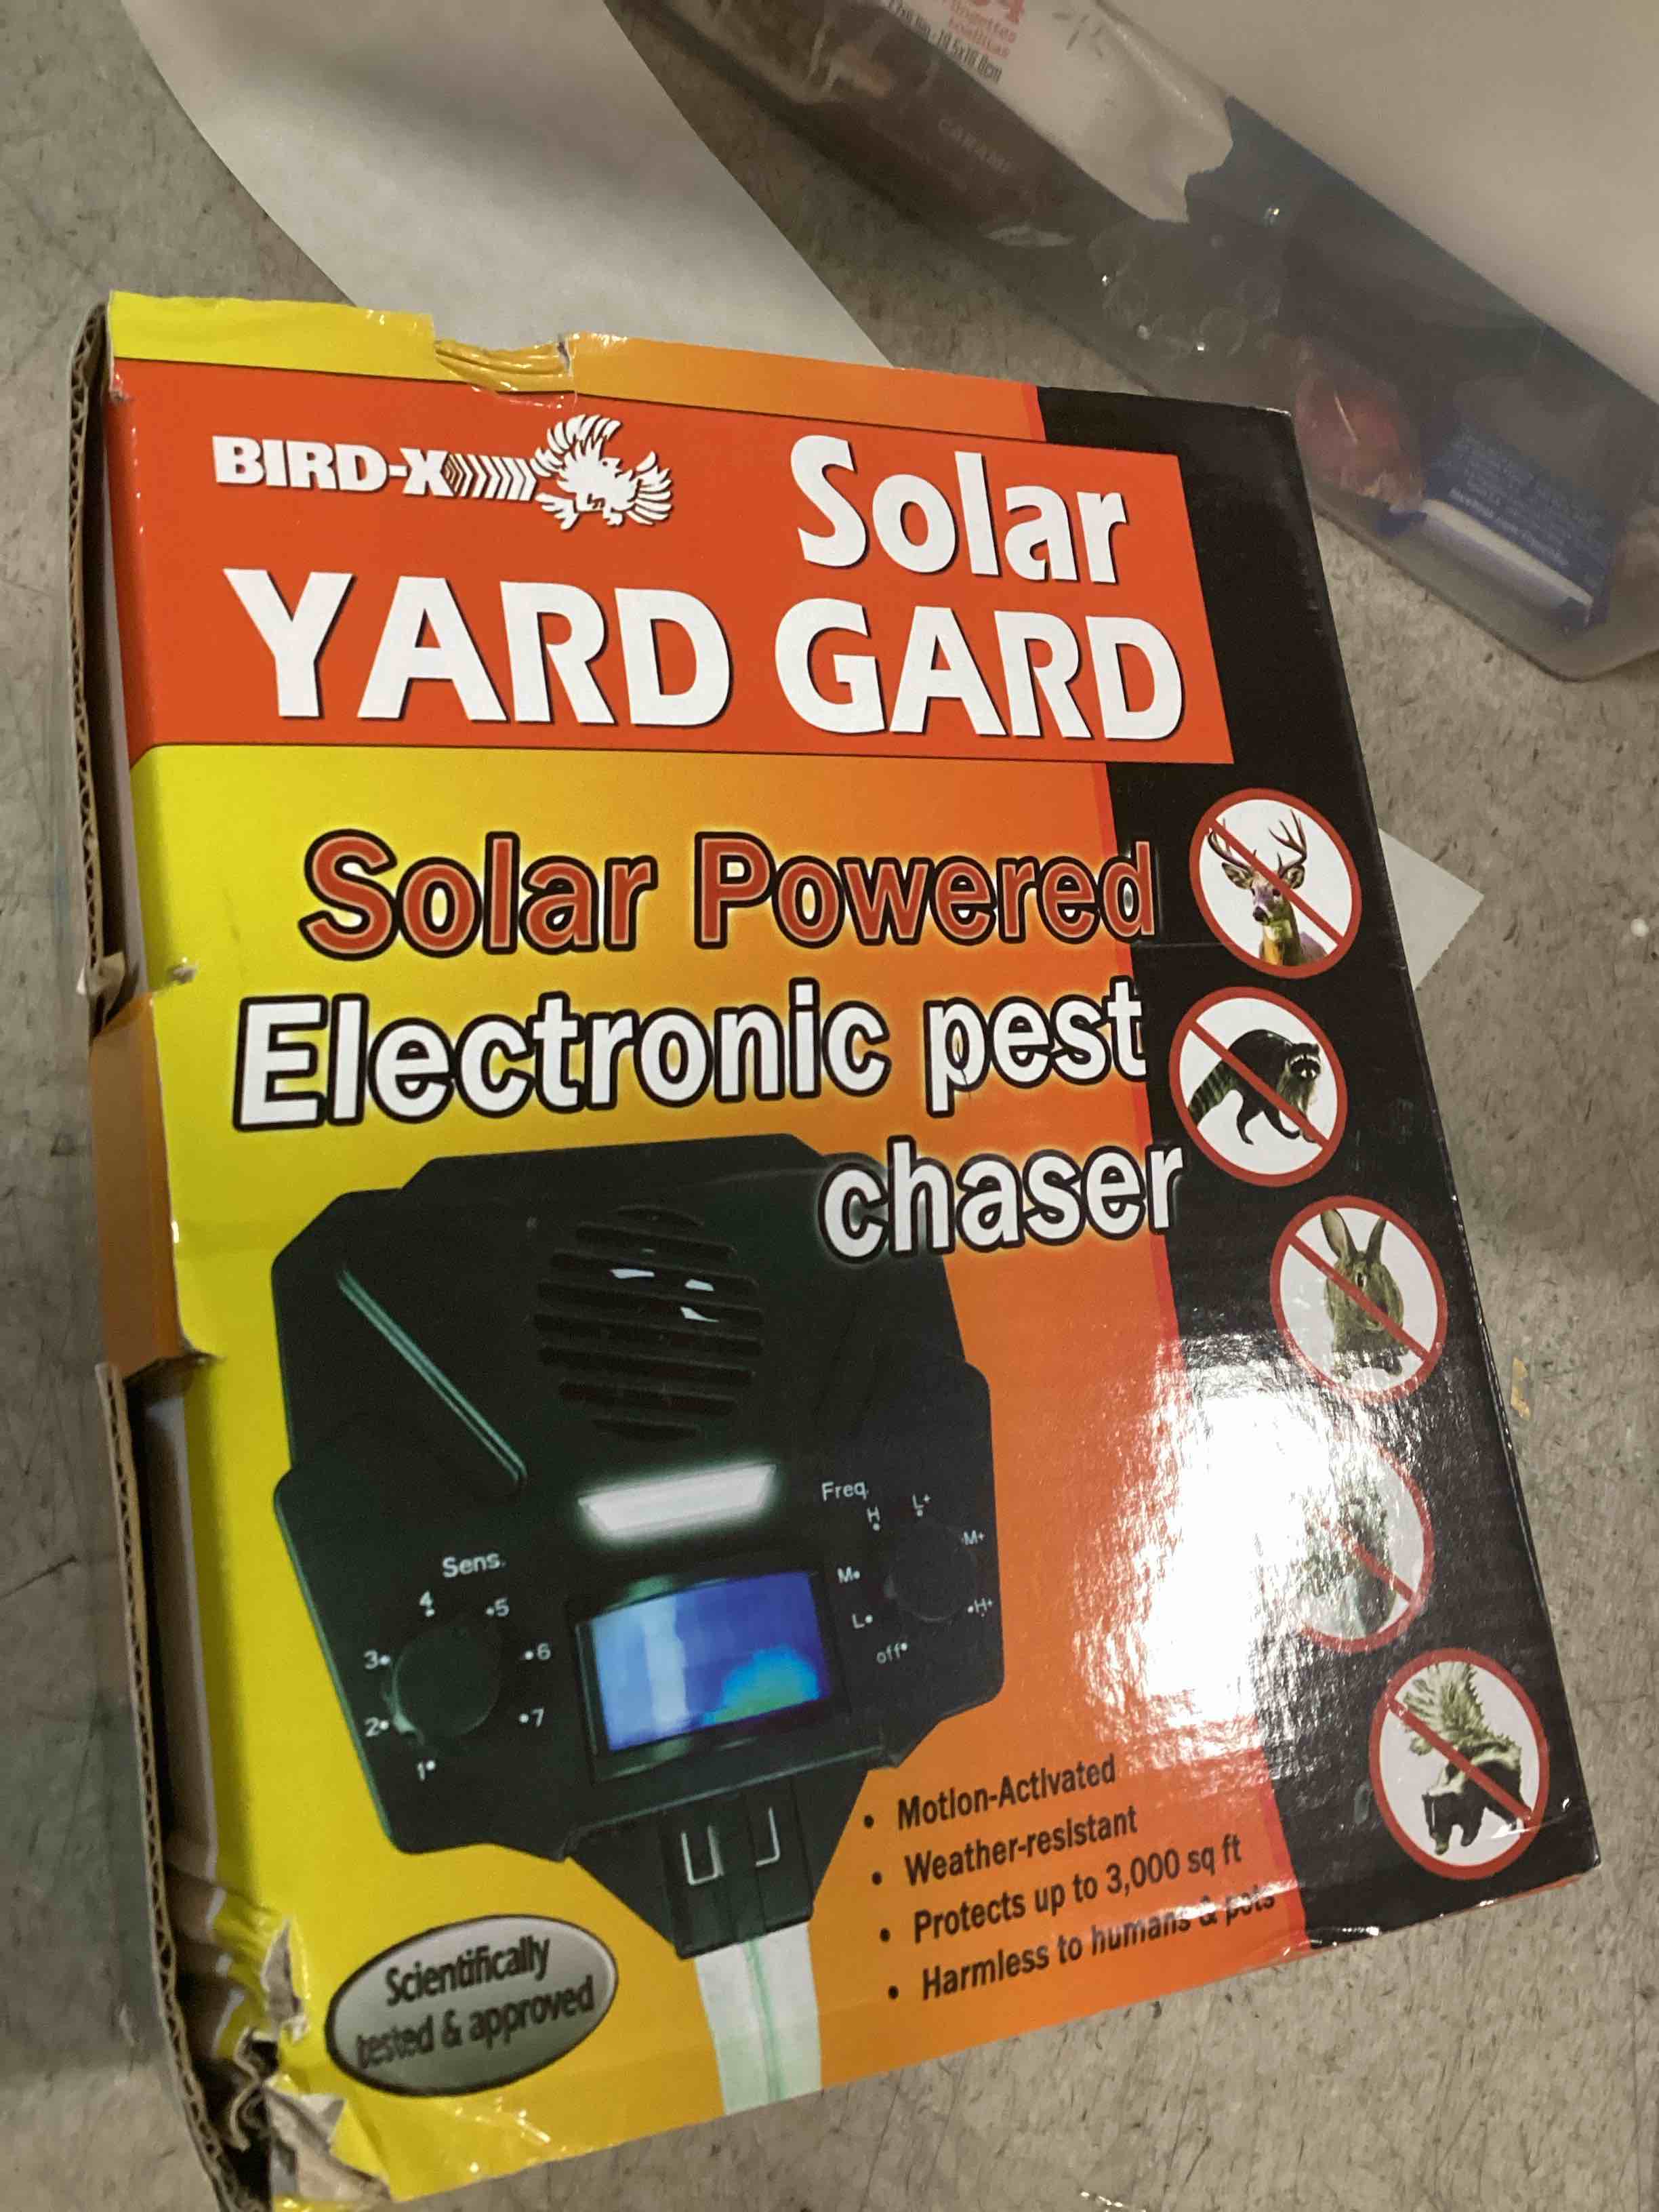 BIRD-X
Solar
YARD GARD
Solar Powered
Electronic pest
chaser
Freq.
H
L+
M+
M
H+
L
off
Sens.
4
5
3
6
2
7
1
• Motion-Activated
• Weather-resistant
• Protects up to 3,000 sq ft
• Harmless to humans & pets
Scientifically
tested & approved